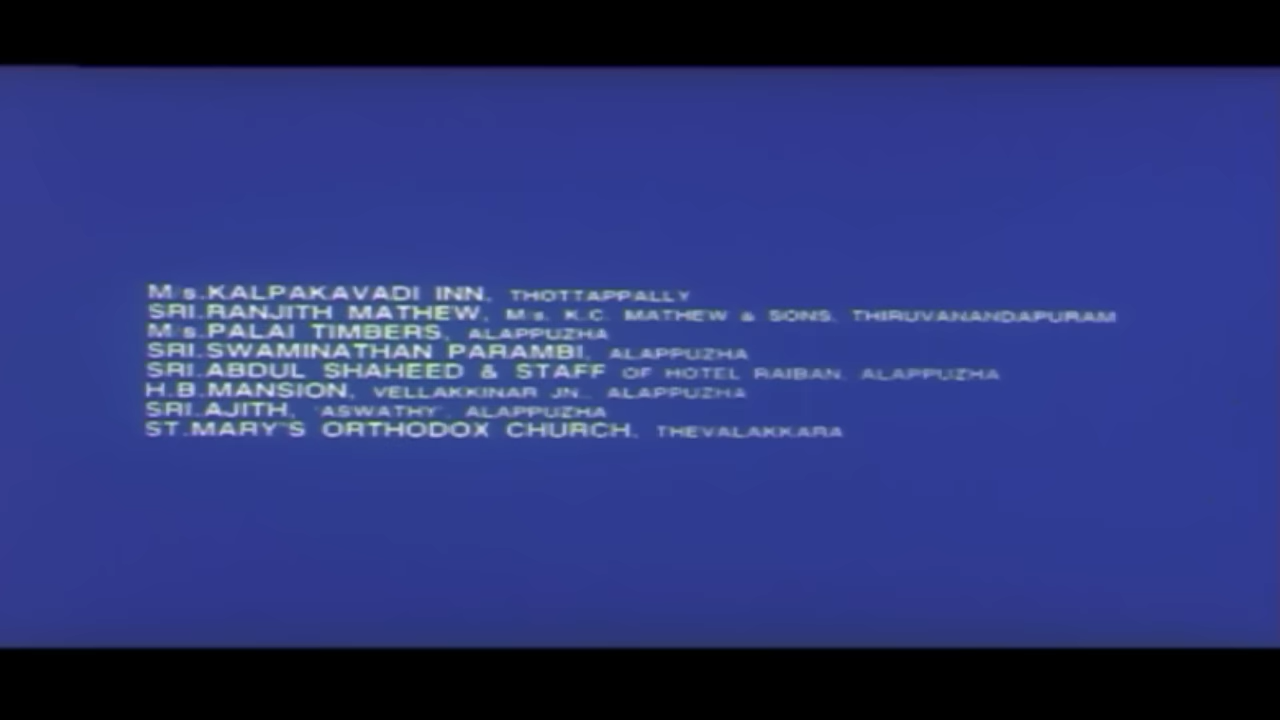 M/s.KALPAKAVADI INN, THOTTAPPALLY
SRI.RANJITH MATHEW, M/s. K.C. MATHEW & SONS, THIRUVANANDAPURAM
M/s.PALAI TIMBERS, ALAPPUZHA
SRI.SWAMINATHAN PARAMBI, ALAPPUZHA
SRI.ABDUL SHAHEED & STAFF OF HOTEL RAIBAN, ALAPPUZHA
H.B.MANSION, VELLAKKINAR JN., ALAPPUZHA
SRI.AJITH, 'ASWATHY', ALAPPUZHA
ST.MARY'S ORTHODOX CHURCH, THEVALAKKARA